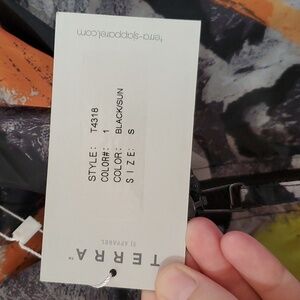 terra-sjapparel.com
STYLE: T4318
COLOR#: 1
COLOR: BLACK/SUN
SIZE: S
TERRA
SJ APPAREL